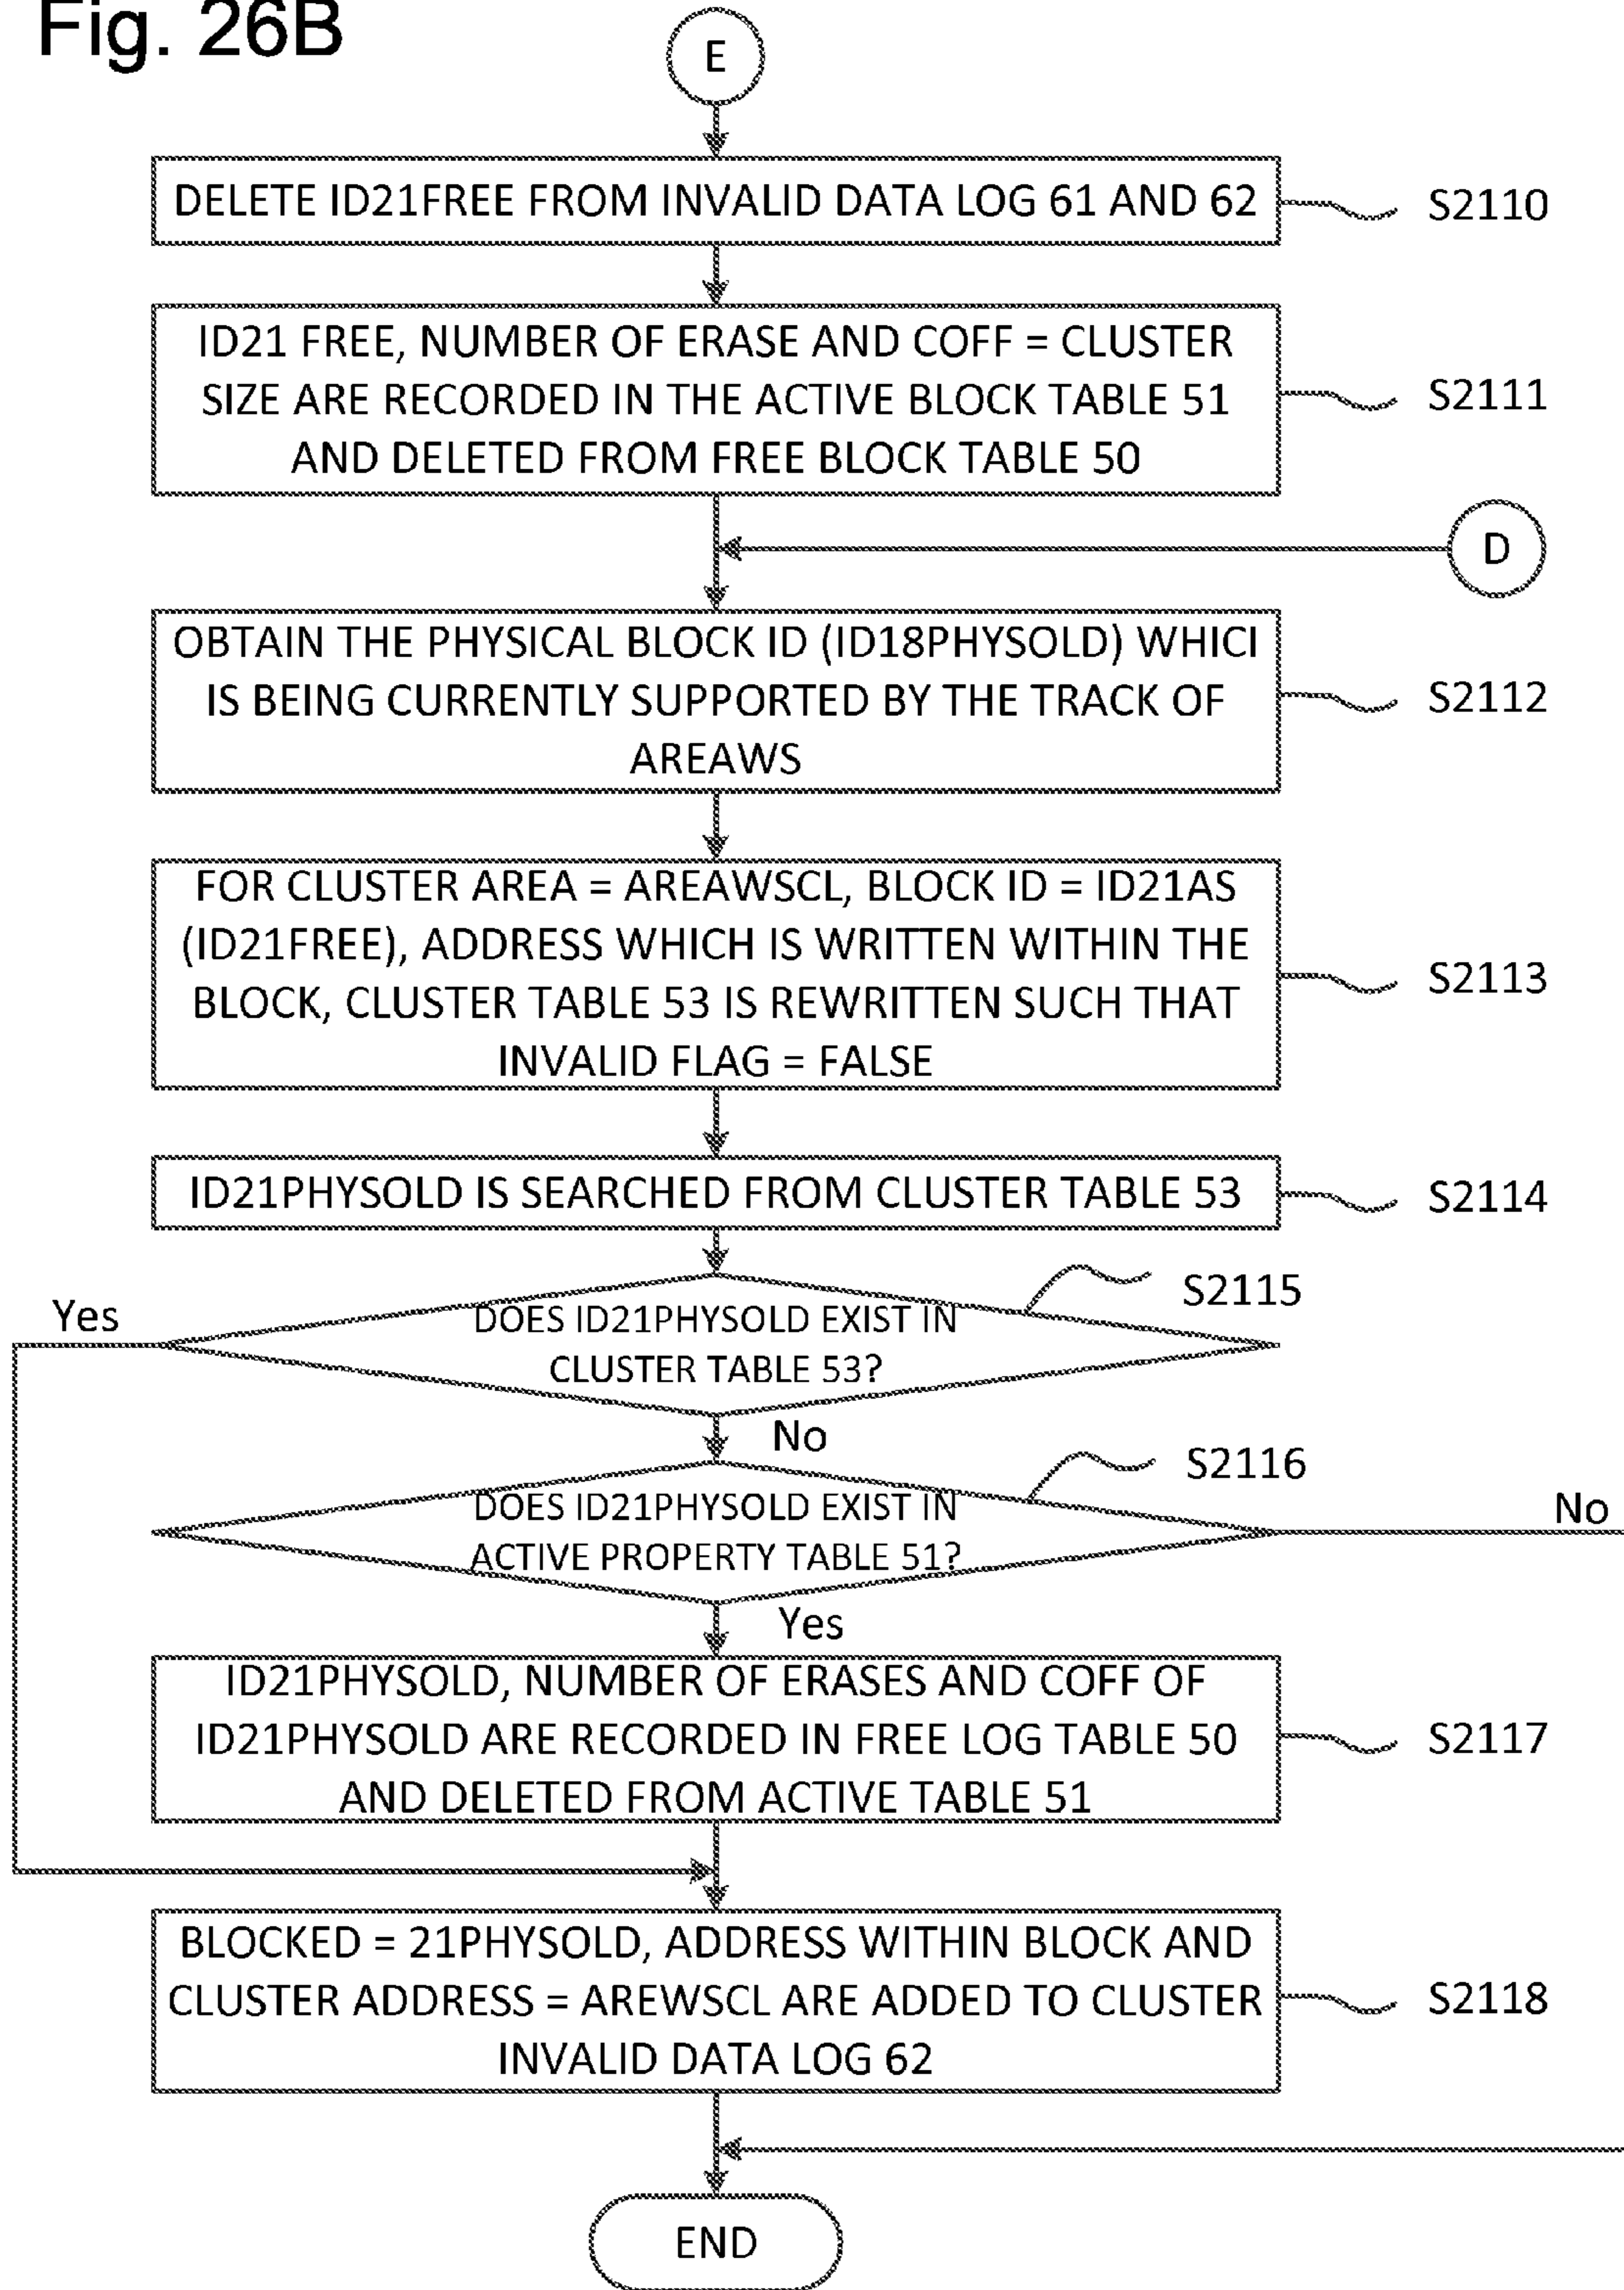 Fig. 26B
E
DELETE ID21FREE FROM INVALID DATA LOG 61 AND 62
S2110
ID21 FREE, NUMBER OF ERASE AND COFF = CLUSTER
SIZE ARE RECORDED IN THE ACTIVE BLOCK TABLE 51
AND DELETED FROM FREE BLOCK TABLE 50
S2111
D
OBTAIN THE PHYSICAL BLOCK ID (ID18PHYSOLD) WHICI
IS BEING CURRENTLY SUPPORTED BY THE TRACK OF
AREAWS
S2112
FOR CLUSTER AREA = AREAWSCL, BLOCK ID = ID21AS
(ID21FREE), ADDRESS WHICH IS WRITTEN WITHIN THE
BLOCK, CLUSTER TABLE 53 IS REWRITTEN SUCH THAT
INVALID FLAG = FALSE
S2113
ID21PHYSOLD IS SEARCHED FROM CLUSTER TABLE 53
S2114
S2115
Yes
DOES ID21PHYSOLD EXIST IN
CLUSTER TABLE 53?
No
S2116
DOES ID21PHYSOLD EXIST IN
ACTIVE PROPERTY TABLE 51?
No
Yes
ID21PHYSOLD, NUMBER OF ERASES AND COFF OF
ID21PHYSOLD ARE RECORDED IN FREE LOG TABLE 50
AND DELETED FROM ACTIVE TABLE 51
S2117
BLOCKED = 21PHYSOLD, ADDRESS WITHIN BLOCK AND
CLUSTER ADDRESS = AREWSCL ARE ADDED TO CLUSTER
INVALID DATA LOG 62
S2118
END